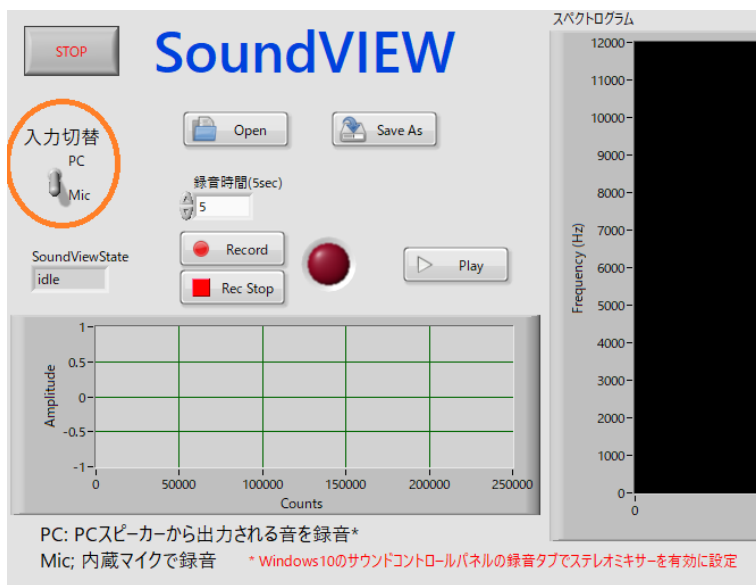 スペクトログラム
STOP
SoundVIEW
入力切替
PC
Mic
Open
Save As
録音時間(5sec)
5
SoundViewState
idle
Record
Rec Stop
Play
Amplitude
1
0.5
0
-0.5
-1
0 50000 100000 150000 200000 250000
Counts
Frequency (Hz)
12000
11000
10000
9000
8000
7000
6000
5000
4000
3000
2000
1000
0
0
PC: PCスピーカーから出力される音を録音*
Mic; 内蔵マイクで録音
* Windows10のサウンドコントロールパネルの録音タブでステレオミキサーを有効に設定